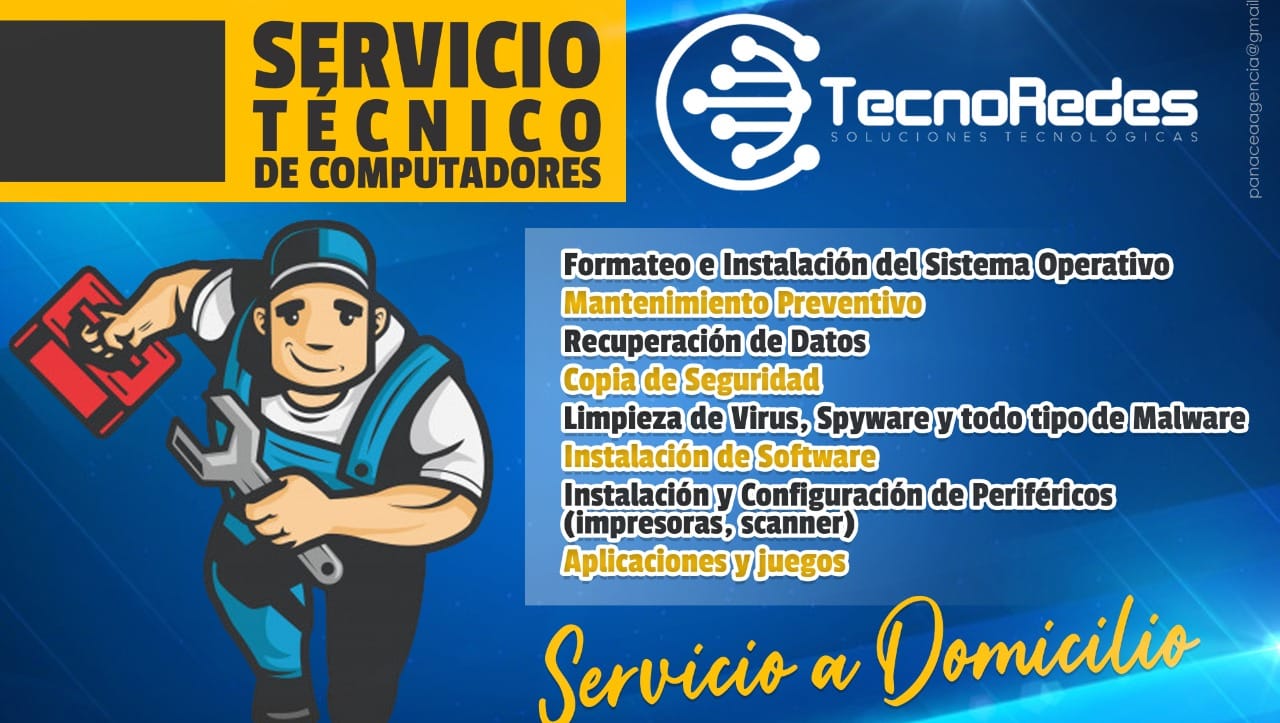 SERVICIO
TÉCNICO
DE COMPUTADORES
TecnoRedes
SOLUCIONES TECNOLÓGICAS
panaceaagencia@gmail
Formateo e Instalación del Sistema Operativo
Mantenimiento Preventivo
Recuperación de Datos
Copia de Seguridad
Limpieza de Virus, Spyware y todo tipo de Malware
Instalación de Software
Instalación y Configuración de Periféricos
(impresoras, scanner)
Aplicaciones y juegos
Servicio a Domicilio